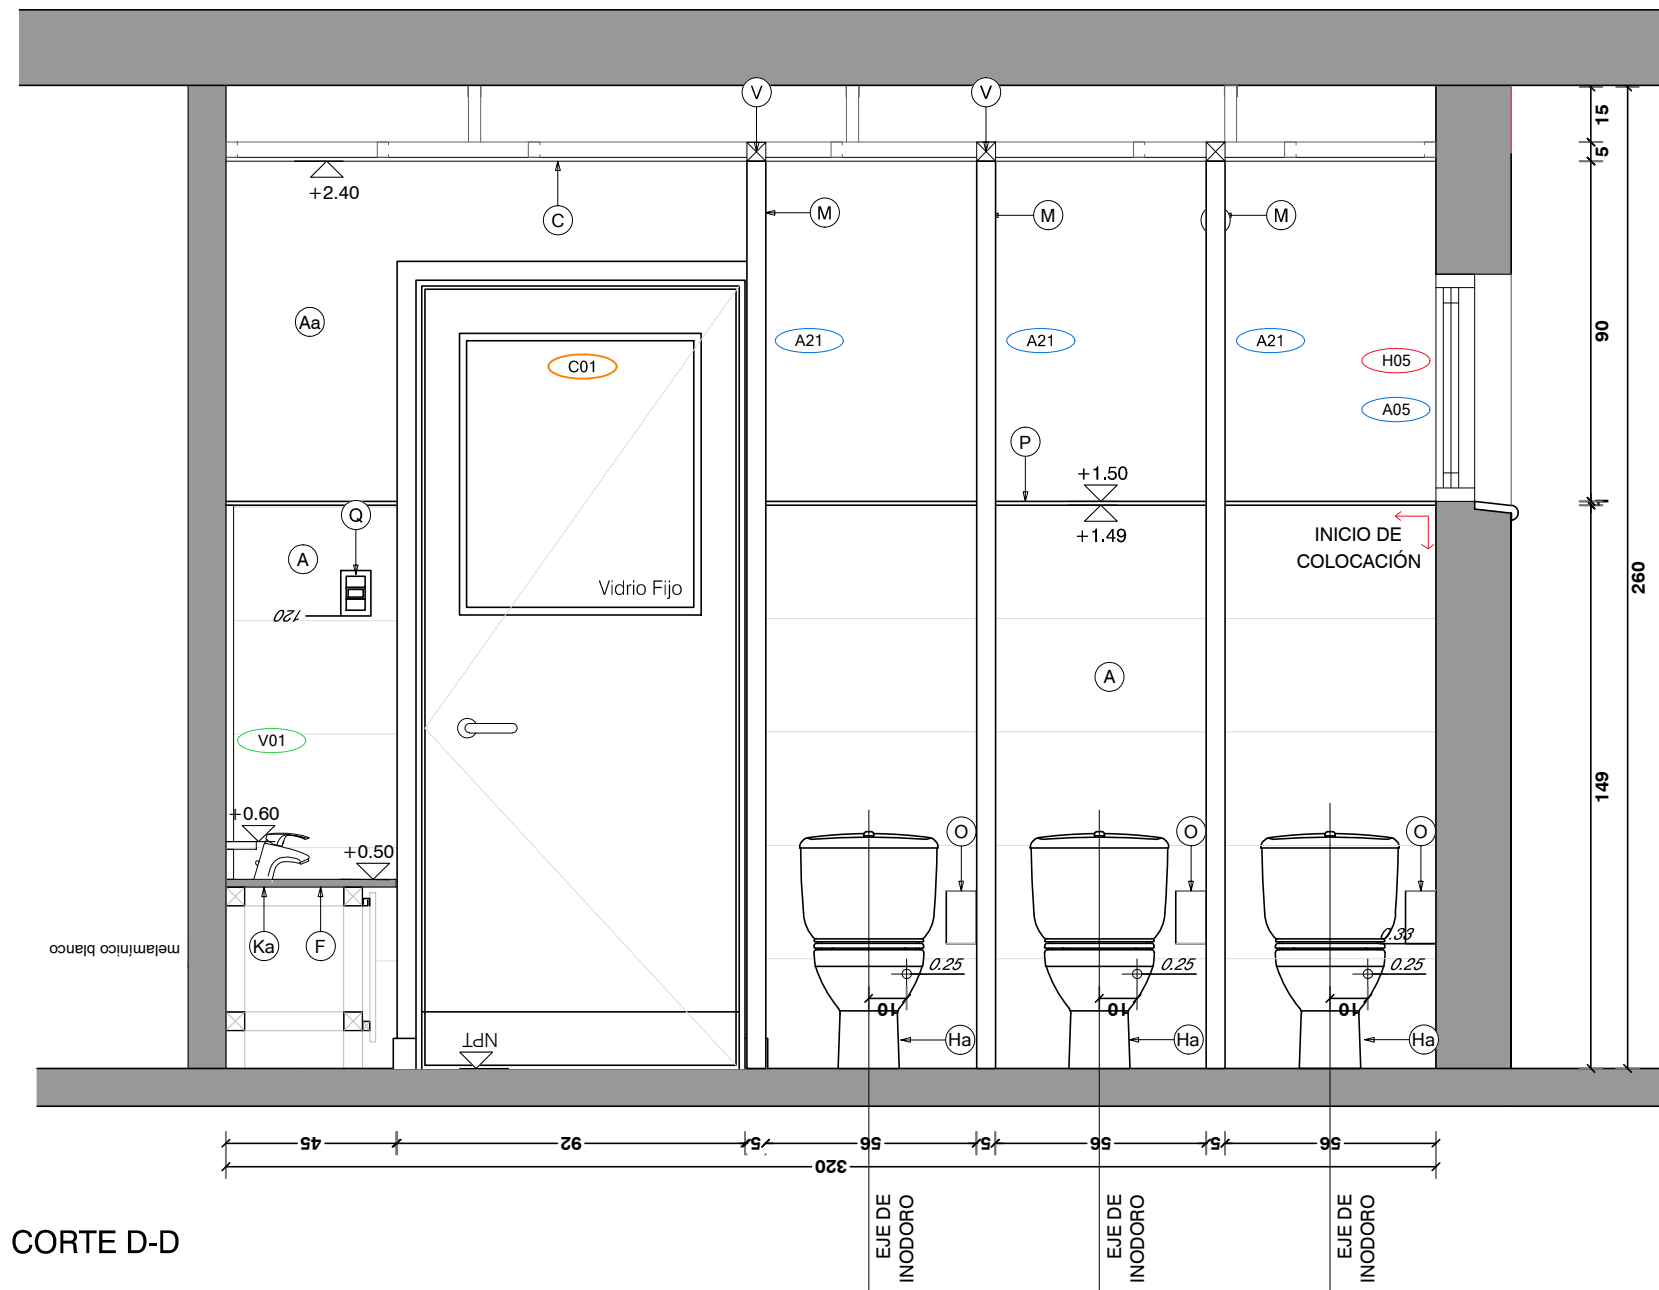 V
V
15
5
+2.40
C
M
M
M
Aa
A21
A21
A21
C01
H05
A05
90
P
+1.50
1
Q
+1.49
INICIO DE
COLOCACIÓN
A
Vidrio Fijo
260
120
A
V01
149
+0.60
O
O
O
+0.50
Ka
F
melamínico blanco
0.33
0.25
0.25
0.25
10
10
10
NPT
Ha
Ha
Ha
45
92
5
56
5
56
5
56
320
EJE DE
INODORO
EJE DE
INODORO
EJE DE
INODORO
CORTE D-D